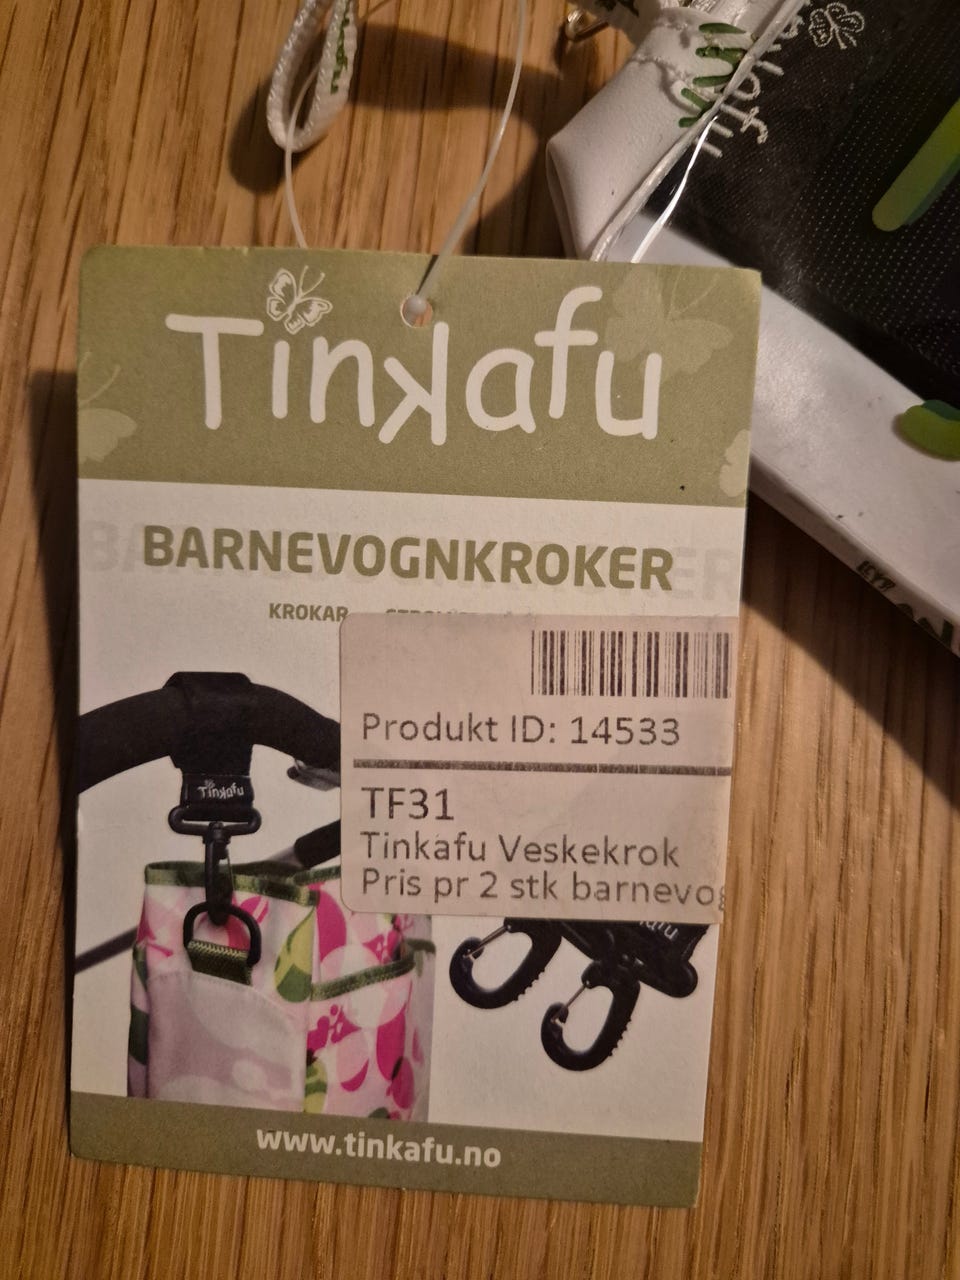 Tinkafu
BARNEVOGNKROKER
KROKAR
Produkt ID: 14533
TF31
Tinkafu Veskekrok
Pris pr 2 stk barnevog
Tinkafu
www.tinkafu.no